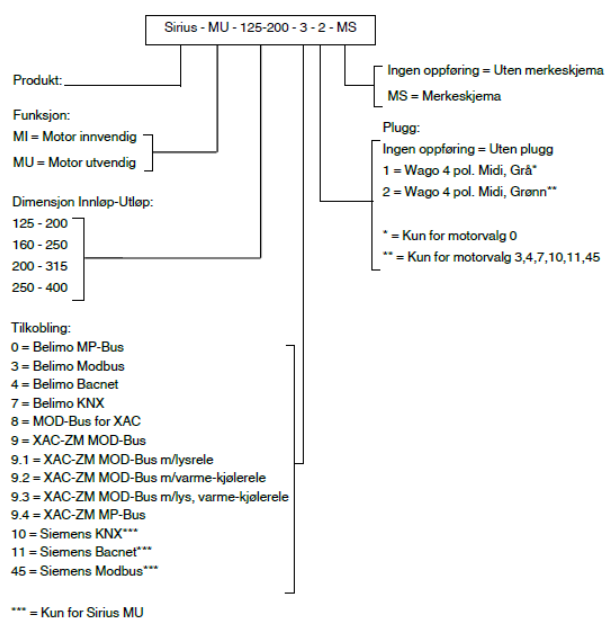 Sirius - MU - 125-200 - 3 - 2 - MS
Produkt:
Funksjon:
MI = Motor innvendig
MU = Motor utvendig
Dimensjon Innløp-Utløp:
125 - 200
160 - 250
200 - 315
250 - 400
Tilkobling:
0 = Belimo MP-Bus
3 = Belimo Modbus
4 = Belimo Bacnet
7 = Belimo KNX
8 = MOD-Bus for XAC
9 = XAC-ZM MOD-Bus
9.1 = XAC-ZM MOD-Bus m/lysrele
9.2 = XAC-ZM MOD-Bus m/varme-kjølerele
9.3 = XAC-ZM MOD-Bus m/lys, varme-kjølerele
9.4 = XAC-ZM MP-Bus
10 = Siemens KNX***
11 = Siemens Bacnet***
45 = Siemens Modbus***
*** = Kun for Sirius MU
Ingen oppføring = Uten merkeskjema
MS = Merkeskjema
Plugg:
Ingen oppføring = Uten plugg
1 = Wago 4 pol. Midi, Grå*
2 = Wago 4 pol. Midi, Grønn**
* = Kun for motorvalg 0
** = Kun for motorvalg 3,4,7,10,11,45